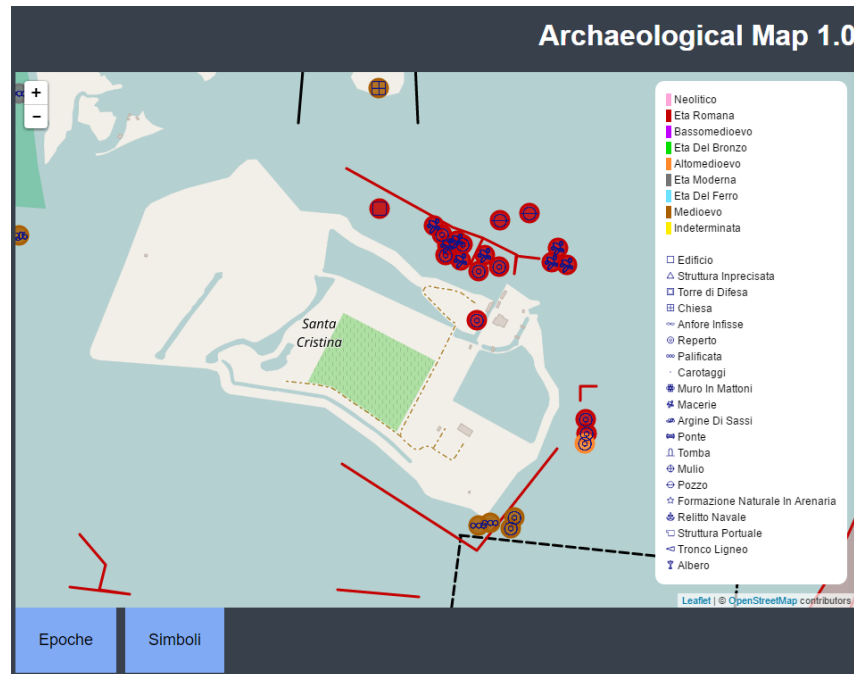 Archaeological Map 1.0
+
−
Neolitico
Eta Romana
Bassomedioevo
Eta Del Bronzo
Altomedioevo
Eta Moderna
Eta Del Ferro
Medioevo
Indeterminata
Edificio
Struttura Inprecisata
Torre di Difesa
Chiesa
Anfore Infisse
Reperto
Palificata
Carotaggi
Muro In Mattoni
Macerie
Argine Di Sassi
Ponte
Tomba
Mulio
Pozzo
Formazione Naturale In Arenaria
Relitto Navale
Struttura Portuale
Tronco Ligneo
Albero
Santa
Cristina
Leaflet | © OpenStreetMap contributors
Epoche
Simboli